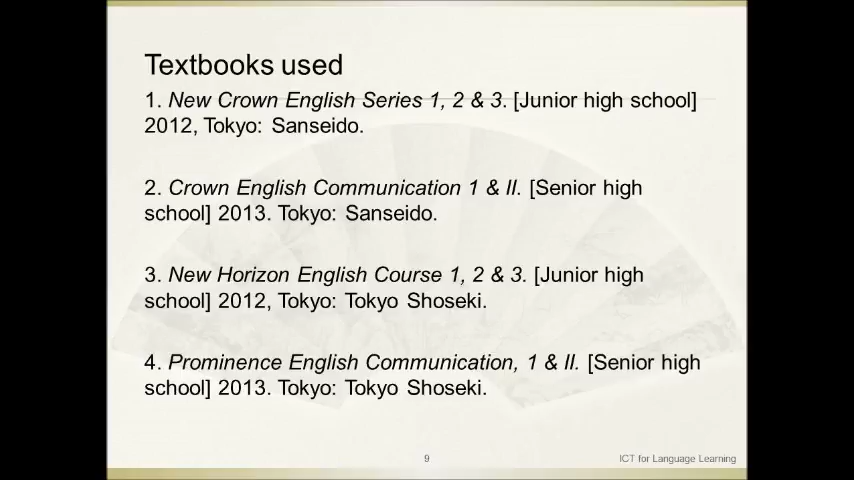 Textbooks used
1. New Crown English Series 1, 2 & 3. [Junior high school]
2012, Tokyo: Sanseido.
2. Crown English Communication 1 & II. [Senior high
school] 2013. Tokyo: Sanseido.
3. New Horizon English Course 1, 2 & 3. [Junior high
school] 2012, Tokyo: Tokyo Shoseki.
4. Prominence English Communication, 1 & II. [Senior high
school] 2013. Tokyo: Tokyo Shoseki.
9
ICT for Language Learning